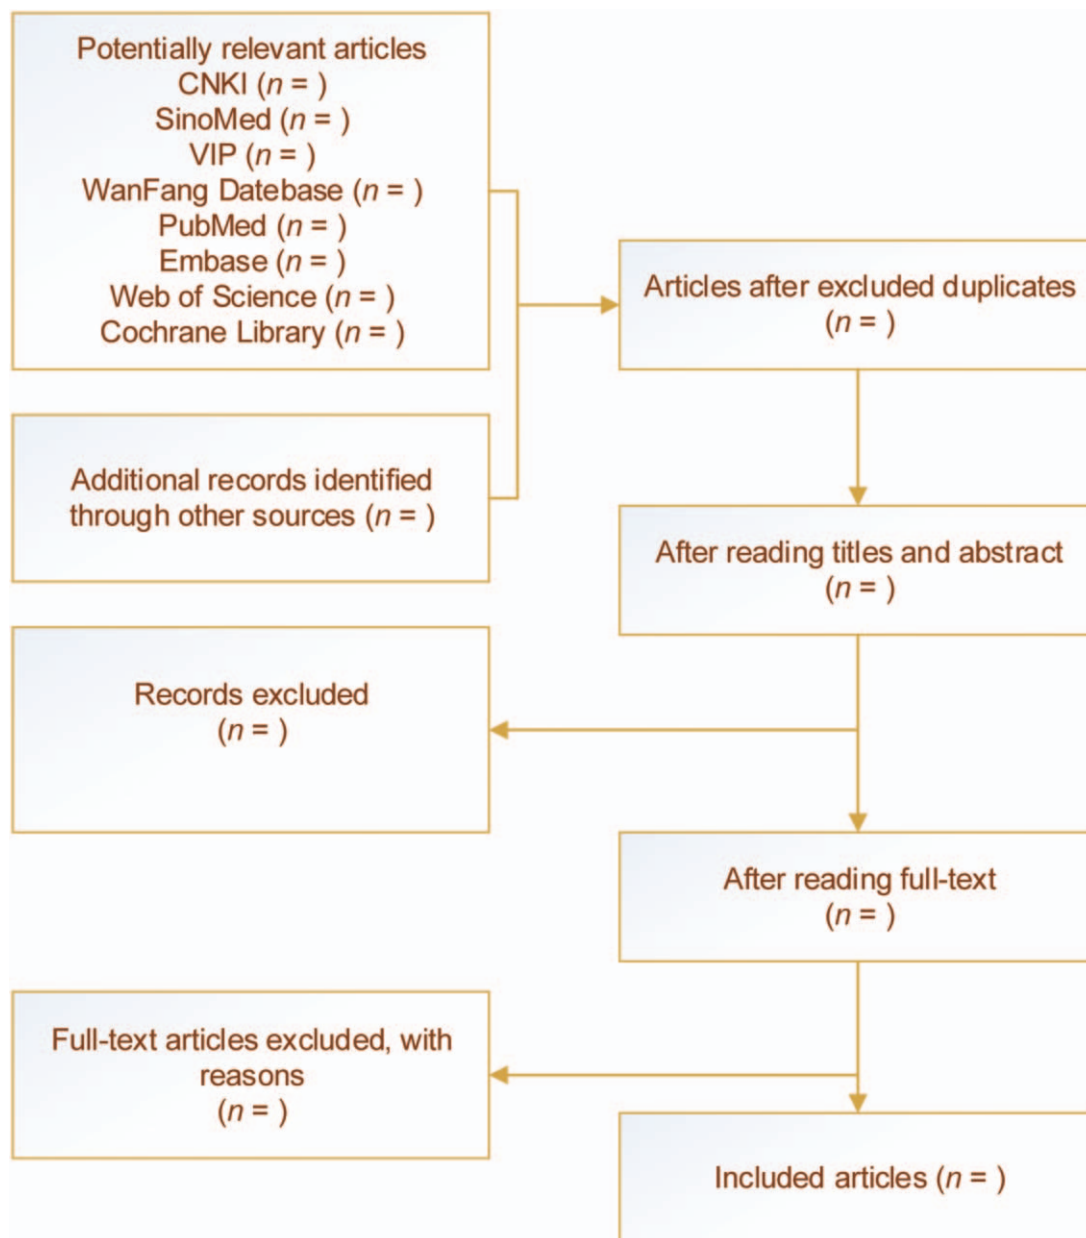 Potentially relevant articles
CNKI (n = )
SinoMed (n = )
VIP (n = )
WanFang Datebase (n = )
PubMed (n = )
Embase (n = )
Web of Science (n = )
Cochrane Library (n = )
Additional records identified
through other sources (n = )
Articles after excluded duplicates
(n = )
After reading titles and abstract
(n = )
Records excluded
(n = )
After reading full-text
(n = )
Full-text articles excluded, with
reasons
(n = )
Included articles (n = )